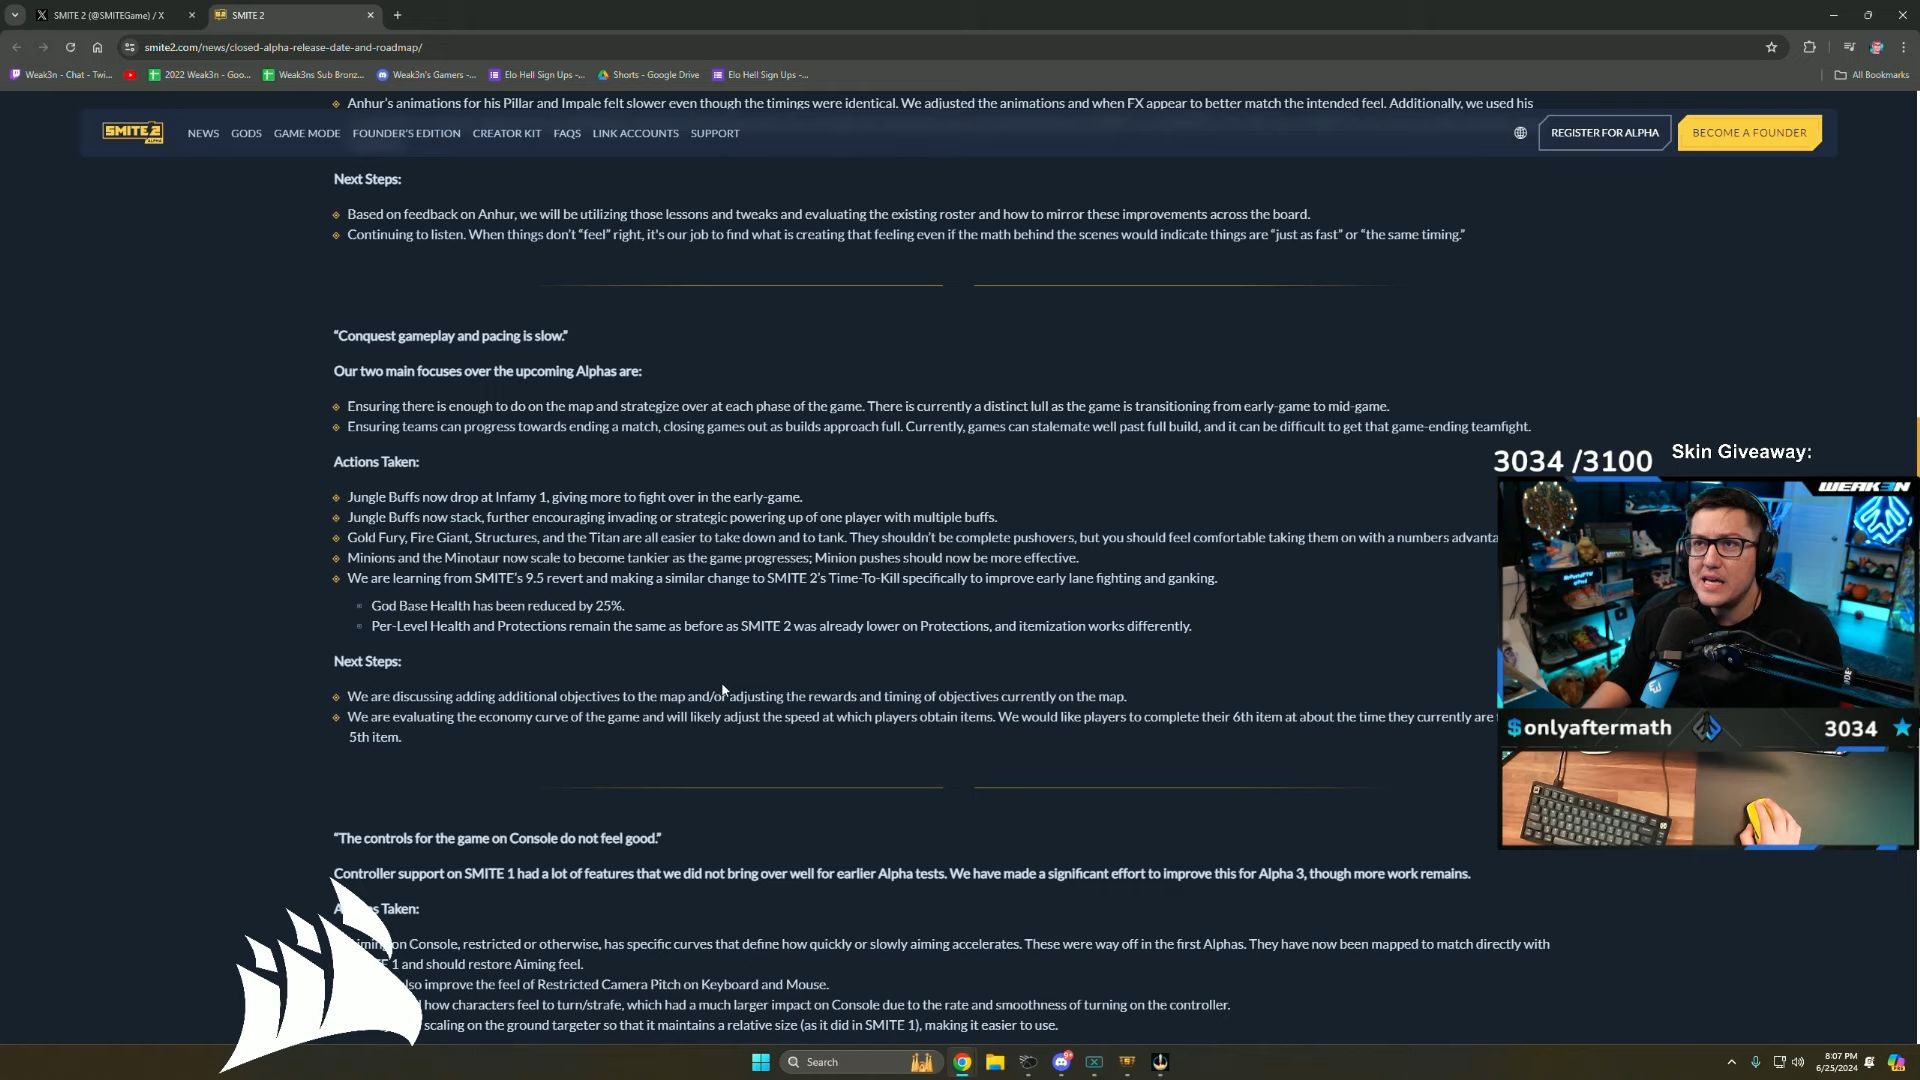 SMITE 2 (@SMITEGame) / X
SMITE 2
smite2.com/news/closed-alpha-release-date-and-roadmap/
Weak3n - Chat - Twi...
2022 Weak3n - Goo...
Weak3ns Sub Bronz...
Weak3n's Gamers -...
Elo Hell Sign Ups -...
Shorts - Google Drive
Elo Hell Sign Ups -...
All Bookmarks
Anhur's animations for his Pillar and Impale felt slower even though the timings were identical. We adjusted the animations and when FX appear to better match the intended feel. Additionally, we used his
SMITE 2
ALPHA
NEWS
GODS
GAME MODE
FOUNDER'S EDITION
CREATOR KIT
FAQS
LINK ACCOUNTS
SUPPORT
REGISTER FOR ALPHA
BECOME A FOUNDER
Next Steps:
Based on feedback on Anhur, we will be utilizing those lessons and tweaks and evaluating the existing roster and how to mirror these improvements across the board.
Continuing to listen. When things don't “feel” right, it's our job to find what is creating that feeling even if the math behind the scenes would indicate things are “just as fast” or “the same timing.”
“Conquest gameplay and pacing is slow.”
Our two main focuses over the upcoming Alphas are:
Ensuring there is enough to do on the map and strategize over at each phase of the game. There is currently a distinct lull as the game is transitioning from early-game to mid-game.
Ensuring teams can progress towards ending a match, closing games out as builds approach full. Currently, games can stalemate well past full build, and it can be difficult to get that game-ending teamfight.
Actions Taken:
Jungle Buffs now drop at Infamy 1, giving more to fight over in the early-game.
Jungle Buffs now stack, further encouraging invading or strategic powering up of one player with multiple buffs.
Gold Fury, Fire Giant, Structures, and the Titan are all easier to take down and to tank. They shouldn't be complete pushovers, but you should feel comfortable taking them on with a numbers advanta
Minions and the Minotaur now scale to become tankier as the game progresses; Minion pushes should now be more effective.
We are learning from SMITE's 9.5 revert and making a similar change to SMITE 2's Time-To-Kill specifically to improve early lane fighting and ganking.
God Base Health has been reduced by 25%.
Per-Level Health and Protections remain the same as before as SMITE 2 was already lower on Protections, and itemization works differently.
Next Steps:
We are discussing adding additional objectives to the map and/or adjusting the rewards and timing of objectives currently on the map.
We are evaluating the economy curve of the game and will likely adjust the speed at which players obtain items. We would like players to complete their 6th item at about the time they currently are
5th item.
“The controls for the game on Console do not feel good.”
Controller support on SMITE 1 had a lot of features that we did not bring over well for earlier Alpha tests. We have made a significant effort to improve this for Alpha 3, though more work remains.
Taken:
on Console, restricted or otherwise, has specific curves that define how quickly or slowly aiming accelerates. These were way off in the first Alphas. They have now been mapped to match directly with
1 and should restore Aiming feel.
also improve the feel of Restricted Camera Pitch on Keyboard and Mouse.
how characters feel to turn/strafe, which had a much larger impact on Console due to the rate and smoothness of turning on the controller.
scaling on the ground targeter so that it maintains a relative size (as it did in SMITE 1), making it easier to use.
3034 /3100
Skin Giveaway:
WEAK3N
$onlyaftermath
3034
Search
8:07 PM
6/25/2024